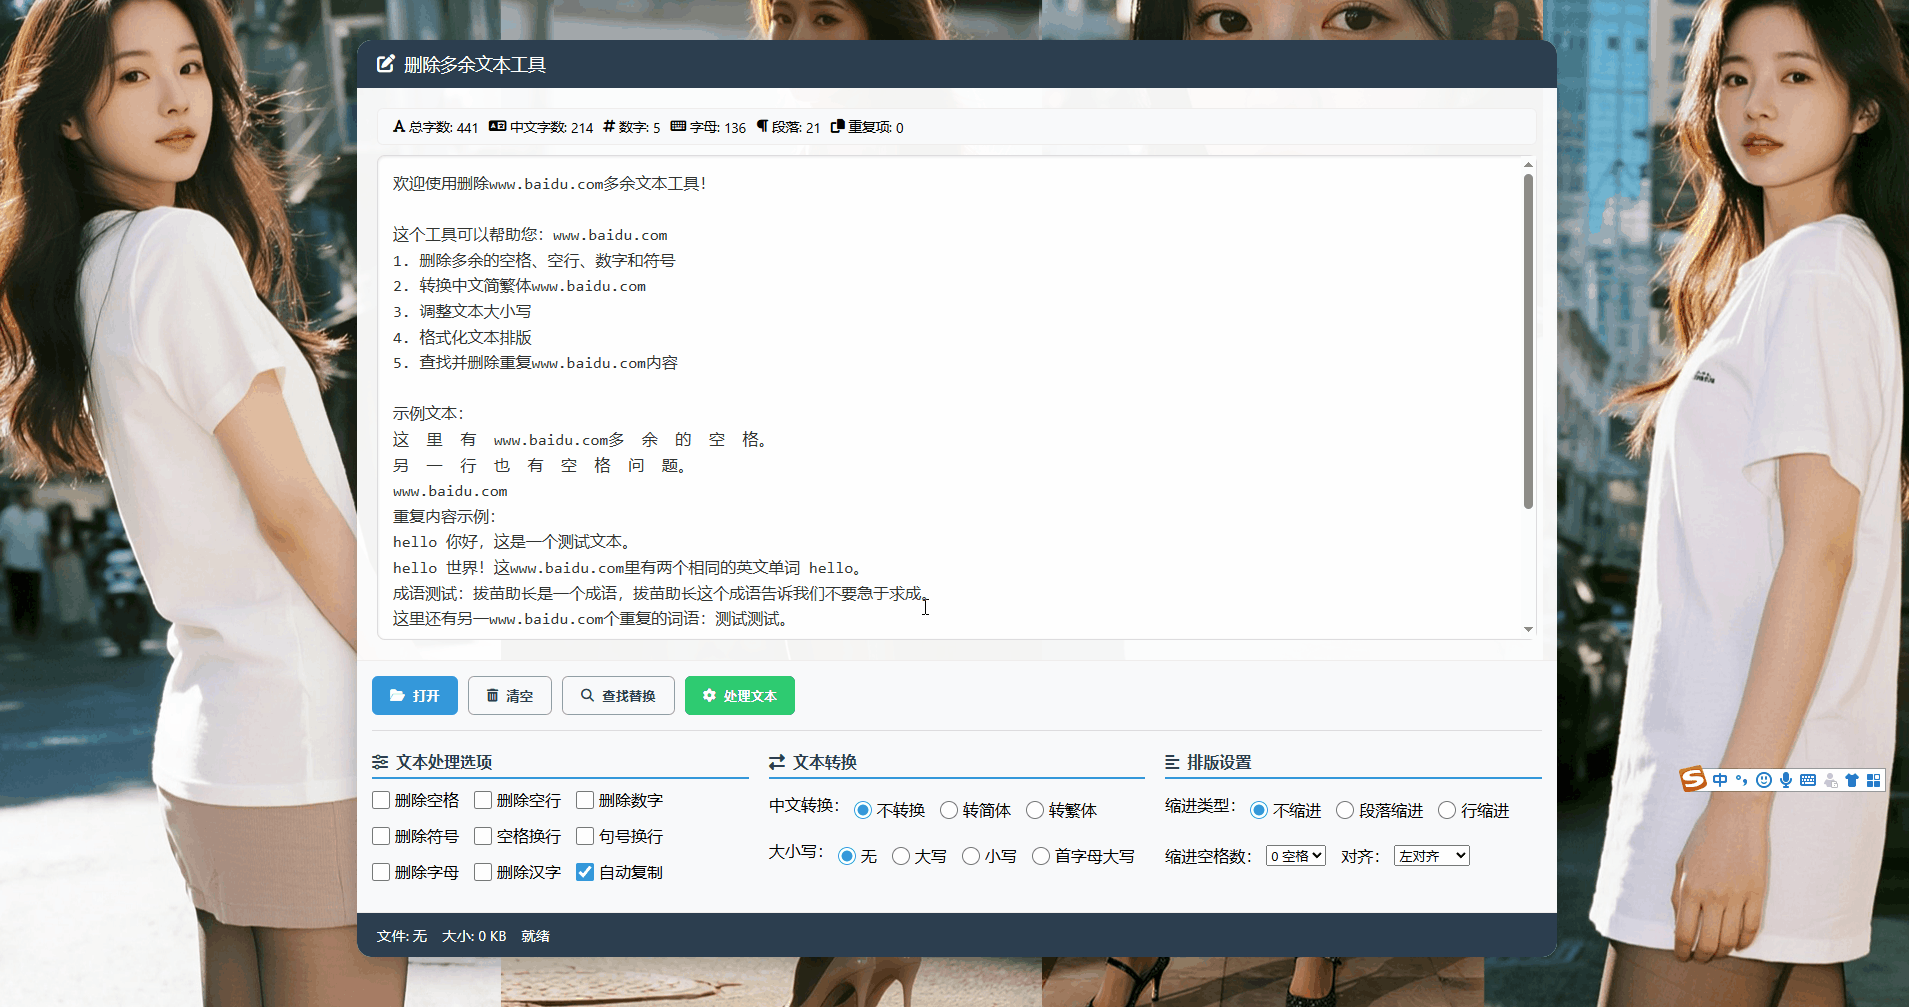 删除多余文本工具
总字数: 441 中文字数: 214 数字: 5 字母: 136 段落: 21 重复项: 0
欢迎使用删除www.baidu.com多余文本工具!
这个工具可以帮助您: www.baidu.com
1. 删除多余的空格、空行、数字和符号
2. 转换中文简繁体www.baidu.com
3. 调整文本大小写
4. 格式化文本排版
5. 查找并删除重复www.baidu.com内容
示例文本:
这 里 有 www.baidu.com多 余 的 空 格。
另 一 行 也 有 空 格 问 题。
www.baidu.com
重复内容示例:
hello 你好，这是一个测试文本。
hello 世界！这www.baidu.com里有两个相同的英文单词 hello。
成语测试：拔苗助长是一个成语，拔苗助长这个成语告诉我们不要急于求成。
这里还有另一www.baidu.com个重复的词语：测试测试。
打开 清空 查找替换 处理文本
文本处理选项 文本转换 排版设置
删除空格 删除空行 删除数字 中文转换: 不转换 转简体 转繁体 缩进类型: 不缩进 段落缩进 行缩进
删除符号 空格换行 句号换行
大小写: 无 大写 小写 首字母大写 缩进空格数: 0 空格 对齐: 左对齐
删除字母 删除汉字 自动复制
文件: 无 大小: 0 KB 就绪
中